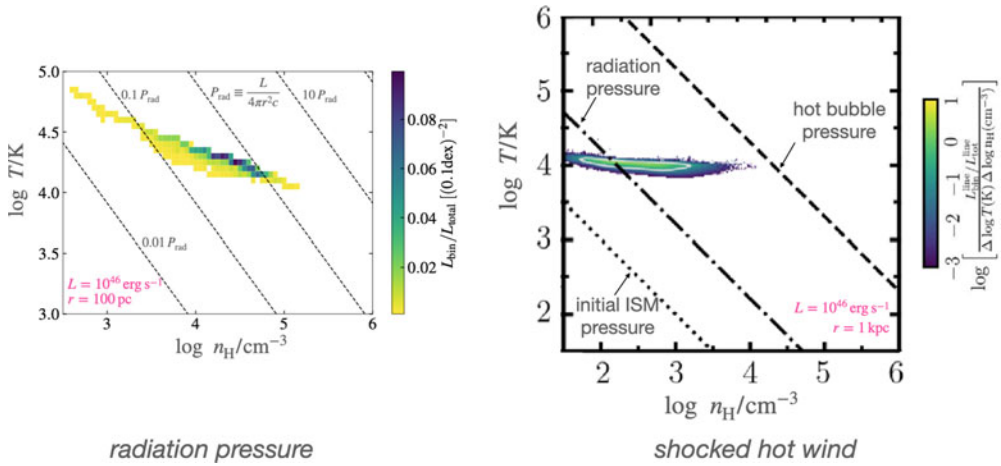 5.0
4.5
4.0
3.5
3.0
log T/K
0.1 P_rad
P_rad ≡ L/4πr²c
10 P_rad
0.01 P_rad
L = 10⁴⁶ erg s⁻¹
r = 100 pc
3 4 5 6
log n_H/cm⁻³
0.08
0.06
0.04
0.02
L_bin/L_total [(0.1dex)⁻²]
radiation pressure
6
5
4
3
2
log T/K
radiation
pressure
hot bubble
pressure
initial ISM
pressure
L = 10⁴⁶ erg s⁻¹
r = 1 kpc
2 3 4 5 6
log n_H/cm⁻³
1
0
−1
−2
−3
log [ L_bin^line/L_tot^line / Δ log T(K) Δ log n_H(cm⁻³) ]
shocked hot wind